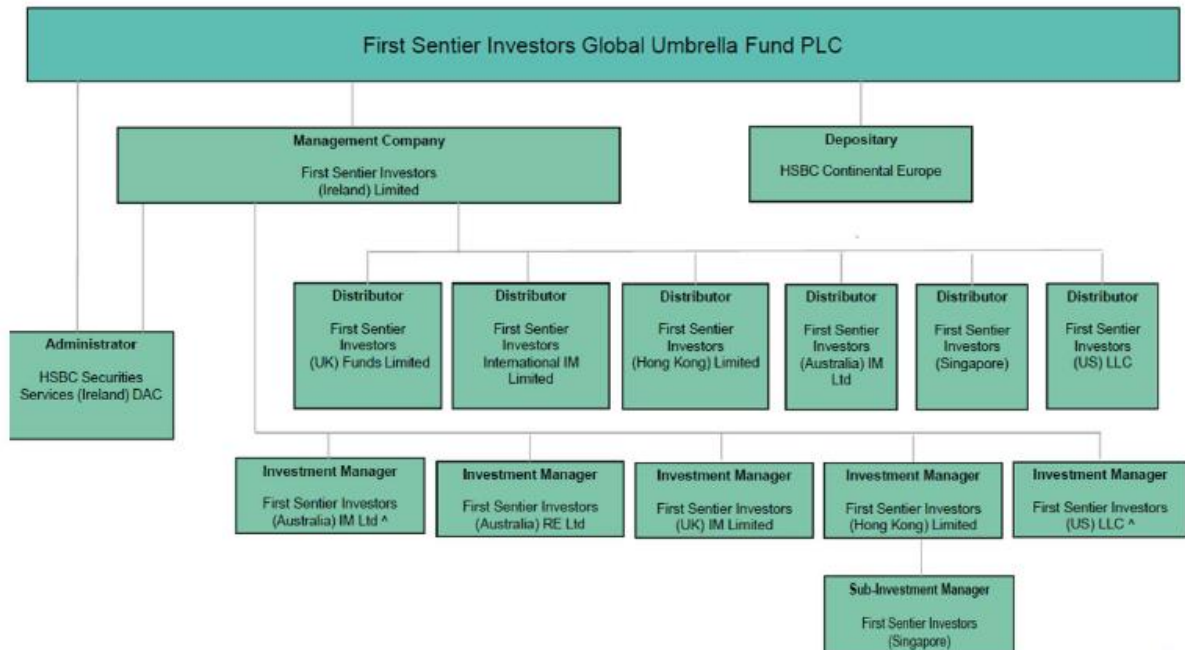 First Sentier Investors Global Umbrella Fund PLC
Management Company
First Sentier Investors
(Ireland) Limited
Depositary
HSBC Continental Europe
Administrator
HSBC Securities
Services (Ireland) DAC
Distributor
First Sentier
Investors
(UK) Funds Limited
Distributor
First Sentier
Investors
International IM
Limited
Distributor
First Sentier
Investors
(Hong Kong) Limited
Distributor
First Sentier
Investors
(Australia) IM
Ltd
Distributor
First Sentier
Investors
(Singapore)
Distributor
First Sentier
Investors
(US) LLC
Investment Manager
First Sentier Investors
(Australia) IM Ltd ^
Investment Manager
First Sentier Investors
(Australia) RE Ltd
Investment Manager
First Sentier Investors
(UK) IM Limited
Investment Manager
First Sentier Investors
(Hong Kong) Limited
Investment Manager
First Sentier Investors
(US) LLC ^
Sub-Investment Manager
First Sentier Investors
(Singapore)